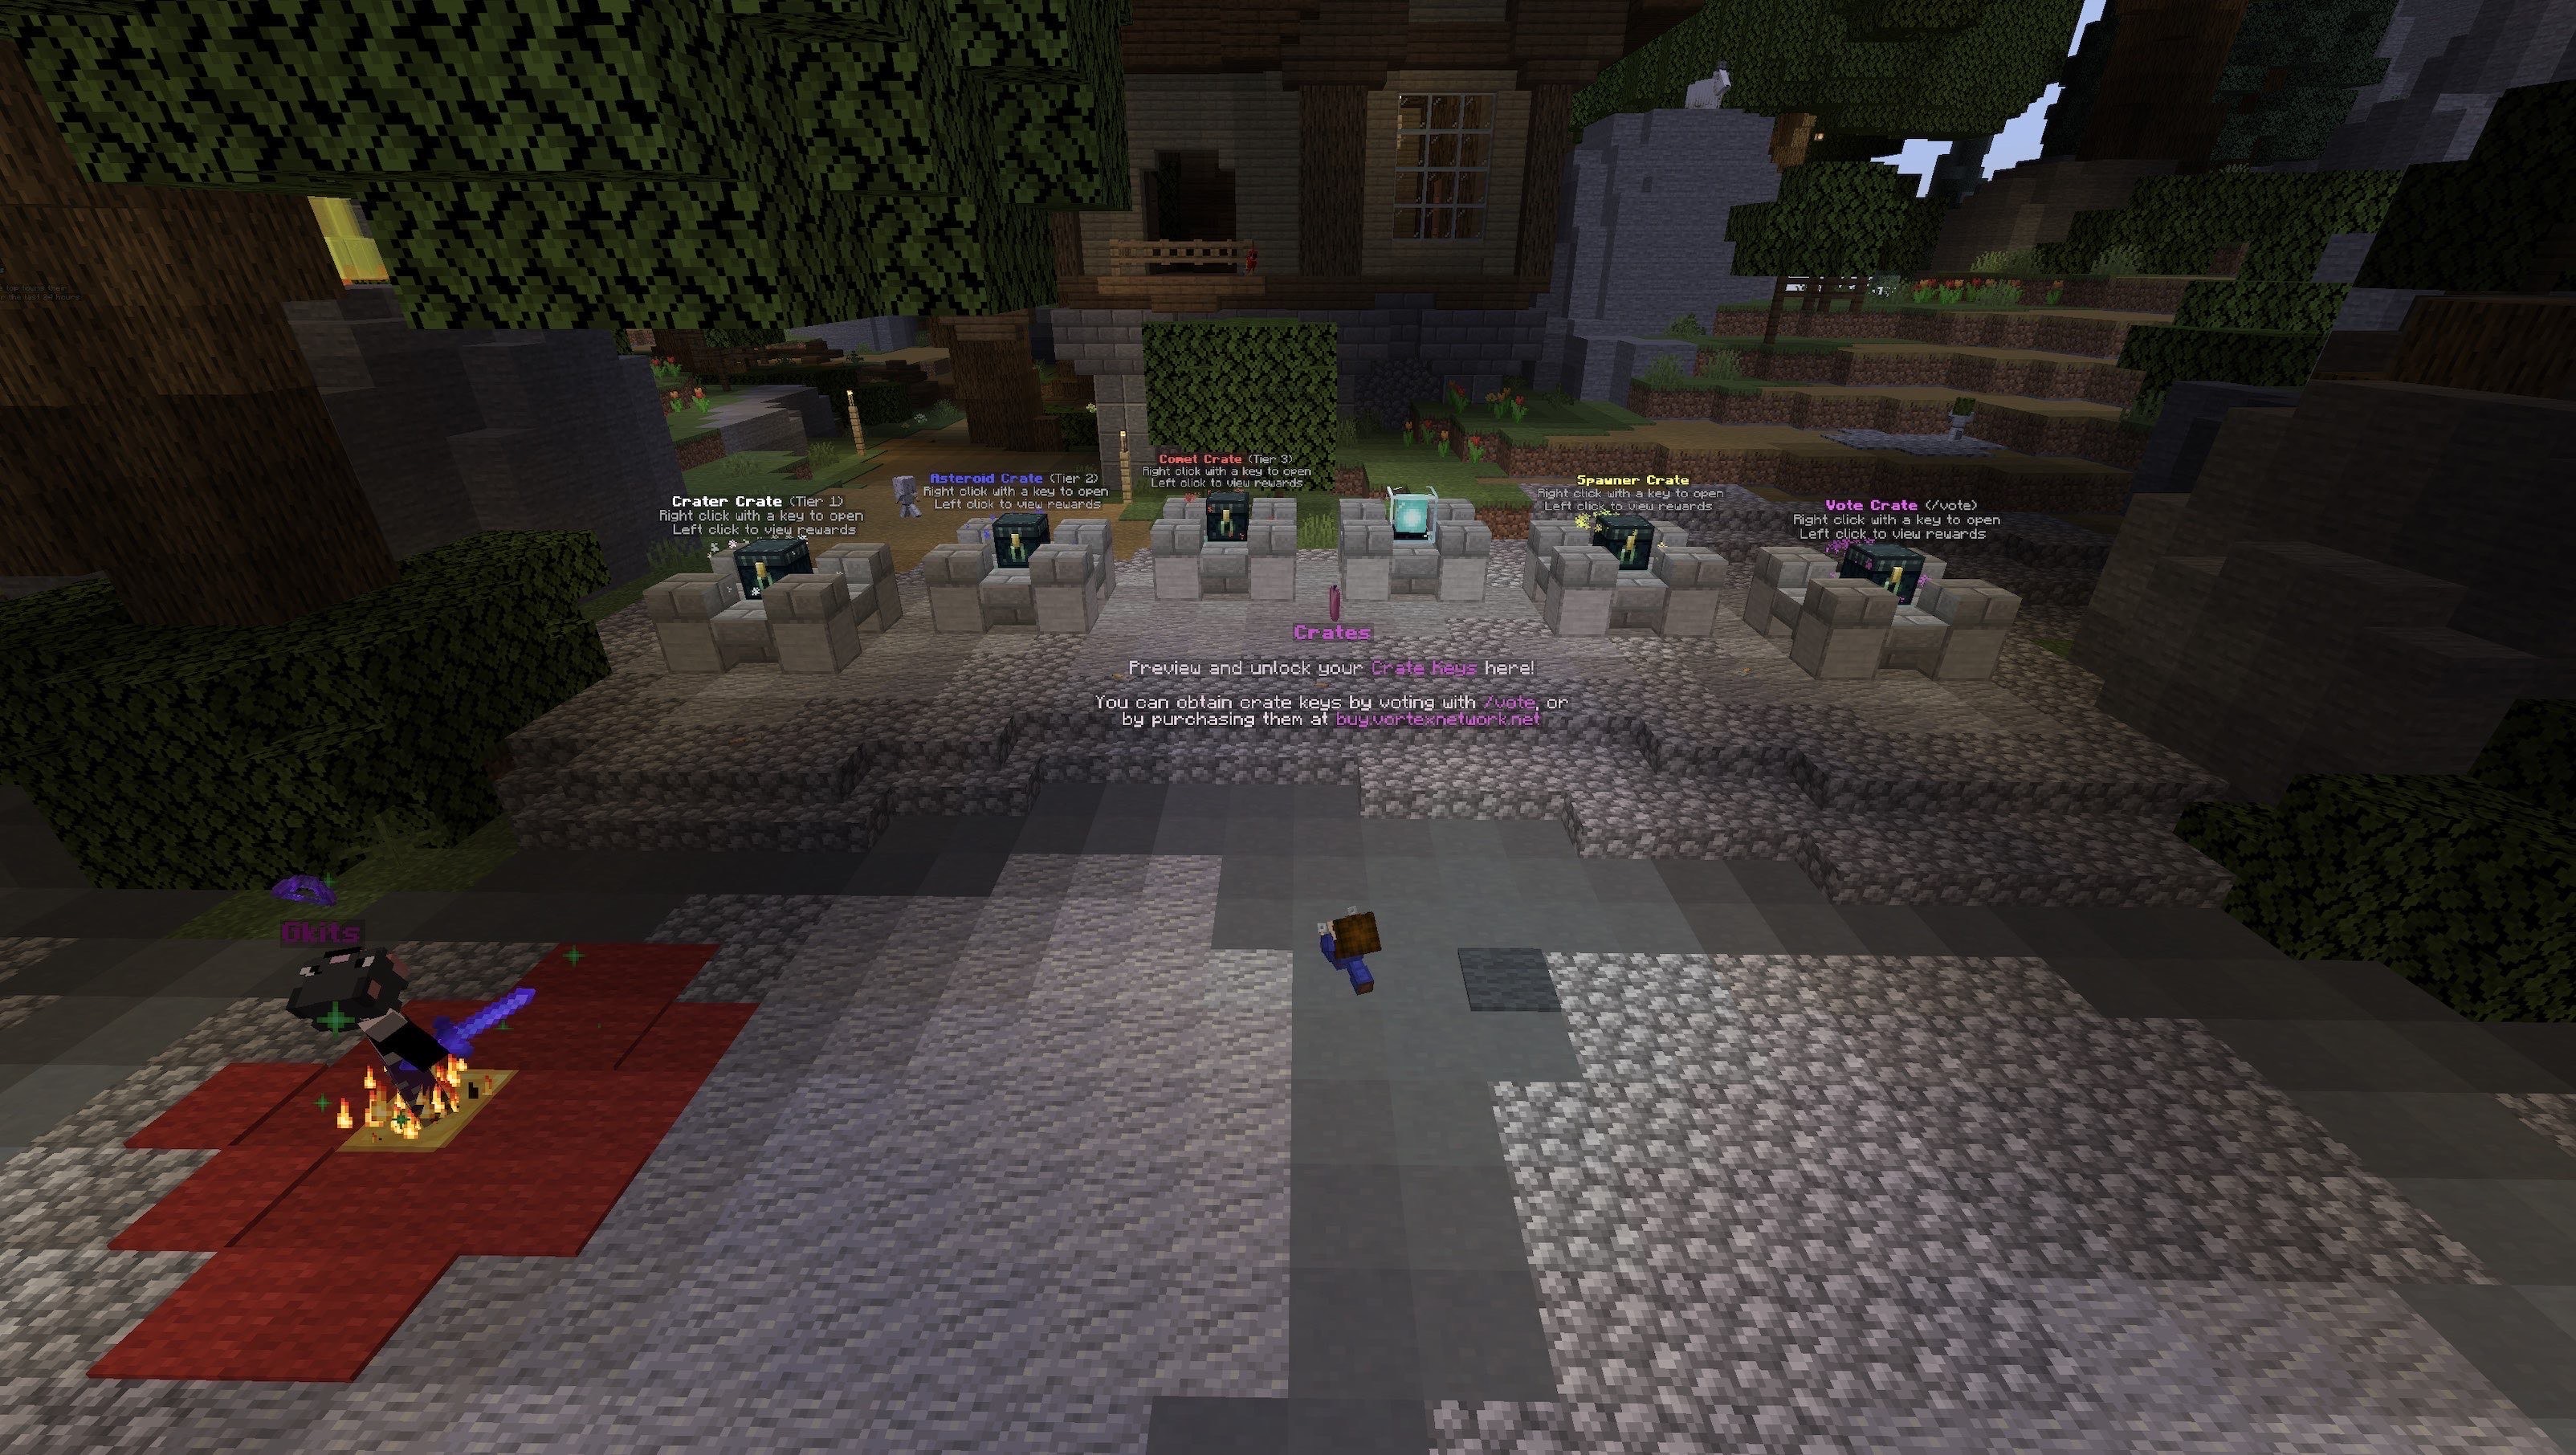 Comet Crate (Tier 3)
Right click with a key to open
Left click to view rewards
Asteroid Crate (Tier 2)
Right click with a key to open
Left click to view rewards
Spawner Crate
Right click with a key to open
Left click to view rewards
Crater Crate (Tier 1)
Right click with a key to open
Left click to view rewards
Vote Crate (/vote)
Right click with a key to open
Left click to view rewards
Crates
Preview and unlock your Crate Keys here!
You can obtain crate keys by voting with /vote, or
by purchasing them at buy.vortexnetwork.net
Gkits